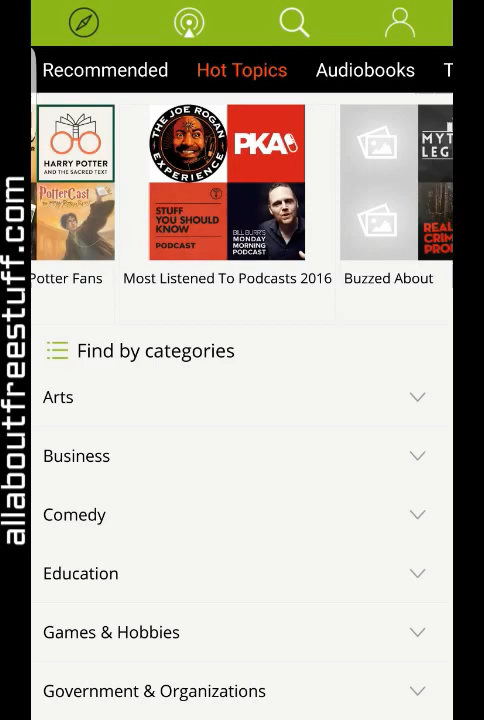 Recommended Hot Topics Audiobooks T
HARRY POTTER
AND THE SACRED TEXT
PotterCast
THE JOE ROGAN
EXPERIENCE
PKA
STUFF
YOU SHOULD
KNOW
PODCAST
BILL BURR'S
MONDAY
MORNING
PODCAST
MYT
LEG
REAL
CRIM
PRO
Potter Fans
Most Listened To Podcasts 2016
Buzzed About
Find by categories
Arts
Business
Comedy
Education
Games & Hobbies
Government & Organizations
allaboutfreestuff.com